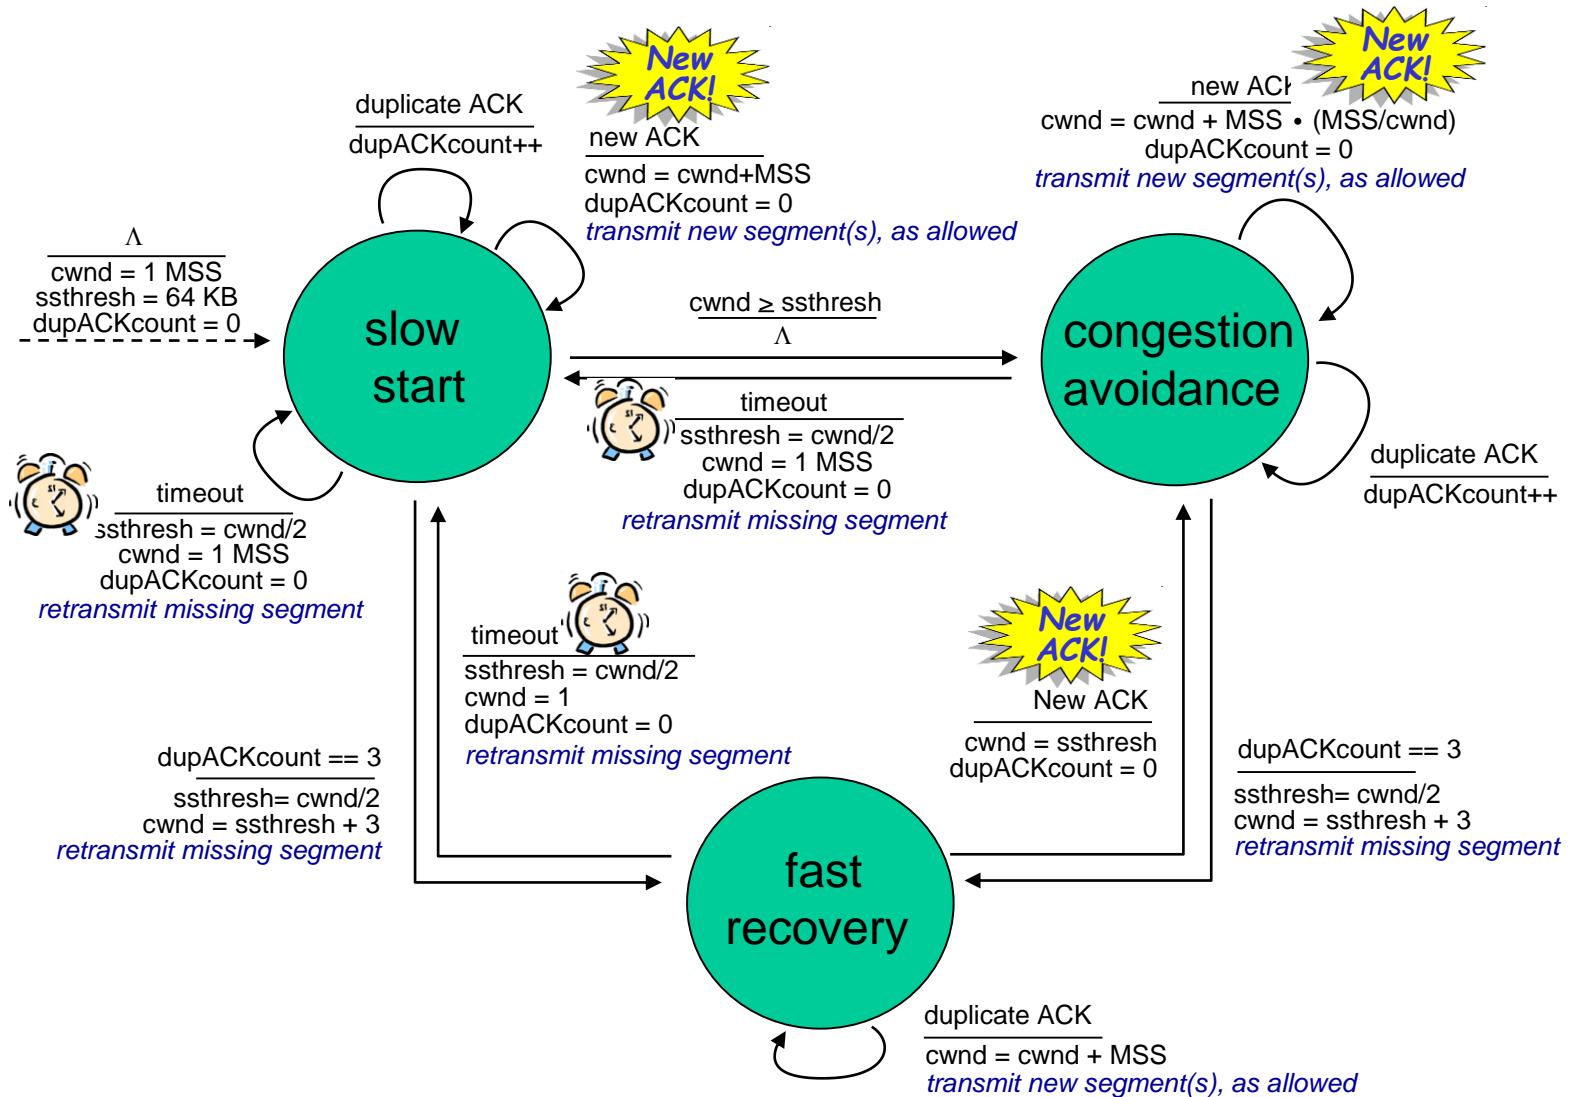 New
ACK!
duplicate ACK
dupACKcount++
new ACK
cwnd = cwnd+MSS
dupACKcount = 0
transmit new segment(s), as allowed
New
ACK!
new ACK
cwnd = cwnd + MSS • (MSS/cwnd)
dupACKcount = 0
transmit new segment(s), as allowed
Λ
cwnd = 1 MSS
ssthresh = 64 KB
dupACKcount = 0
slow
start
cwnd ≥ ssthresh
Λ
congestion
avoidance
timeout
ssthresh = cwnd/2
cwnd = 1 MSS
dupACKcount = 0
retransmit missing segment
duplicate ACK
dupACKcount++
timeout
ssthresh = cwnd/2
cwnd = 1 MSS
dupACKcount = 0
retransmit missing segment
timeout
ssthresh = cwnd/2
cwnd = 1
dupACKcount = 0
retransmit missing segment
New
ACK!
New ACK
cwnd = ssthresh
dupACKcount = 0
dupACKcount == 3
ssthresh= cwnd/2
cwnd = ssthresh + 3
retransmit missing segment
dupACKcount == 3
ssthresh= cwnd/2
cwnd = ssthresh + 3
retransmit missing segment
fast
recovery
duplicate ACK
cwnd = cwnd + MSS
transmit new segment(s), as allowed